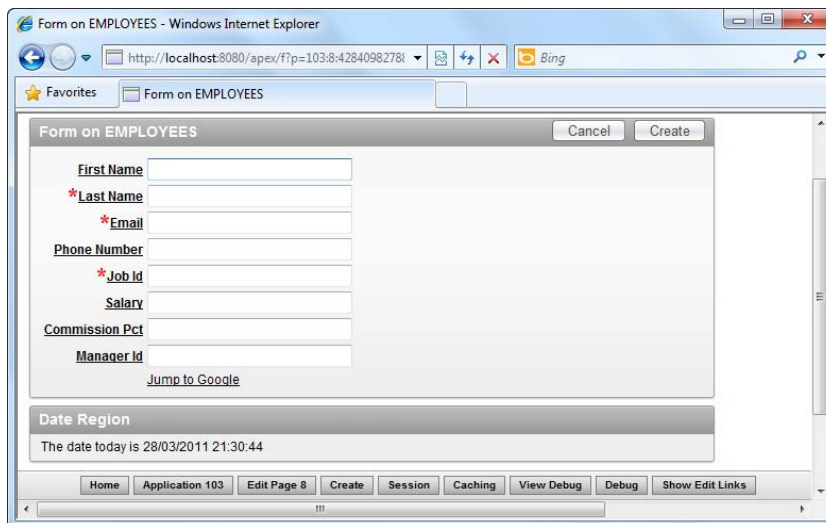 Form on EMPLOYEES - Windows Internet Explorer
http://localhost:8080/apex/f?p=103:8:4284098278
Bing
Favorites
Form on EMPLOYEES
Form on EMPLOYEES
Cancel
Create
First Name
*Last Name
*Email
Phone Number
*Job Id
Salary
Commission Pct
Manager Id
Jump to Google
Date Region
The date today is 28/03/2011 21:30:44
Home Application 103 Edit Page 8 Create Session Caching View Debug Debug Show Edit Links